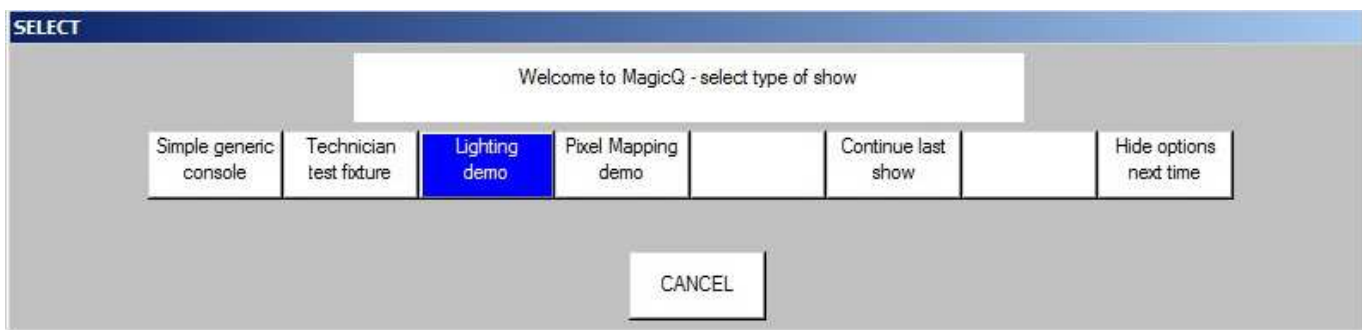 SELECT
Welcome to MagicQ - select type of show
Simple generic
console
Technician
test fixture
Lighting
demo
Pixel Mapping
demo
Continue last
show
Hide options
next time
CANCEL